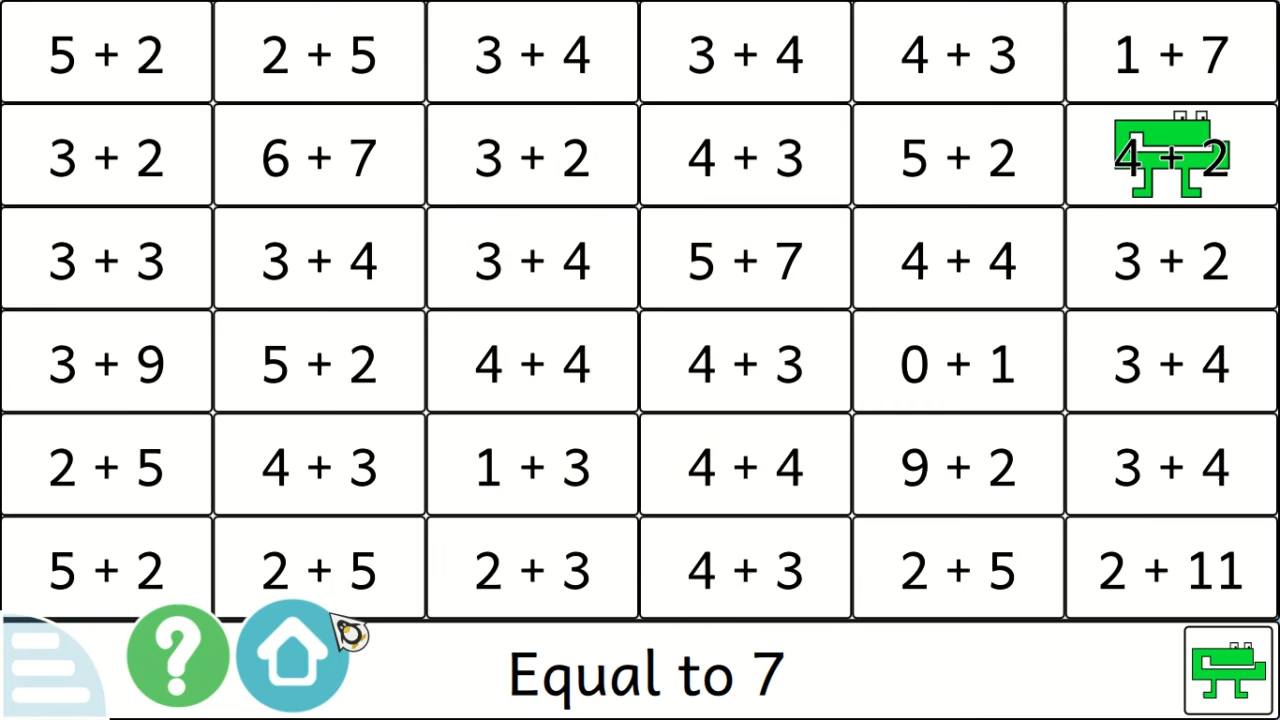 5 + 2 2 + 5 3 + 4 3 + 4 4 + 3 1 + 7
3 + 2 6 + 7 3 + 2 4 + 3 5 + 2 4 + 2
3 + 3 3 + 4 3 + 4 5 + 7 4 + 4 3 + 2
3 + 9 5 + 2 4 + 4 4 + 3 0 + 1 3 + 4
2 + 5 4 + 3 1 + 3 4 + 4 9 + 2 3 + 4
5 + 2 2 + 5 2 + 3 4 + 3 2 + 5 2 + 11
?
Equal to 7